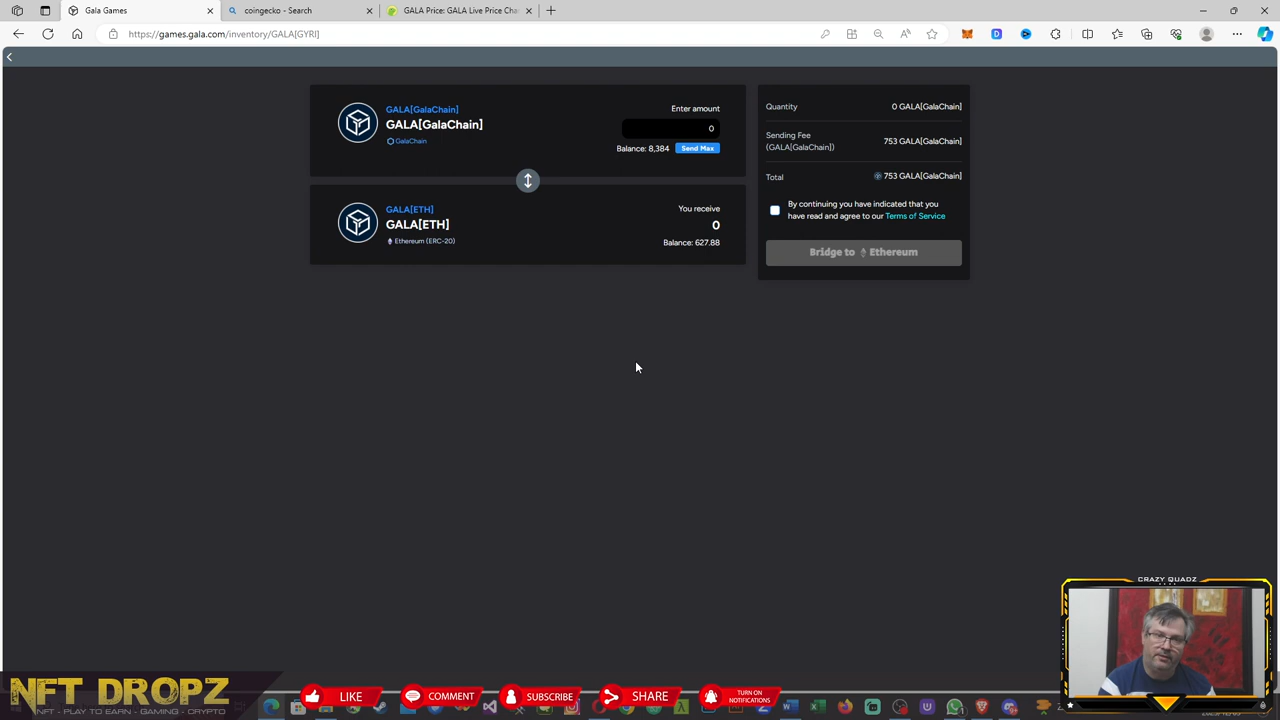 Gala Games
coingecko - Search
GALA Price: GALA Live Price Cha
https://games.gala.com/inventory/GALA[GYRI]
GALA[GalaChain]
GALA[GalaChain]
GalaChain
Enter amount
0
Balance: 8,384 Send Max
GALA[ETH]
GALA[ETH]
Ethereum (ERC-20)
You receive
0
Balance: 627.88
Quantity 0 GALA[GalaChain]
Sending Fee
(GALA[GalaChain]) 753 GALA[GalaChain]
Total 753 GALA[GalaChain]
By continuing you have indicated that you
have read and agree to our Terms of Service
Bridge to Ethereum
CRAZY QUADZ
NFT DROPZ
NFT - PLAY TO EARN - GAMING - CRYPTO
LIKE
COMMENT
SUBSCRIBE
SHARE
TURN ON
NOTIFICATIONS